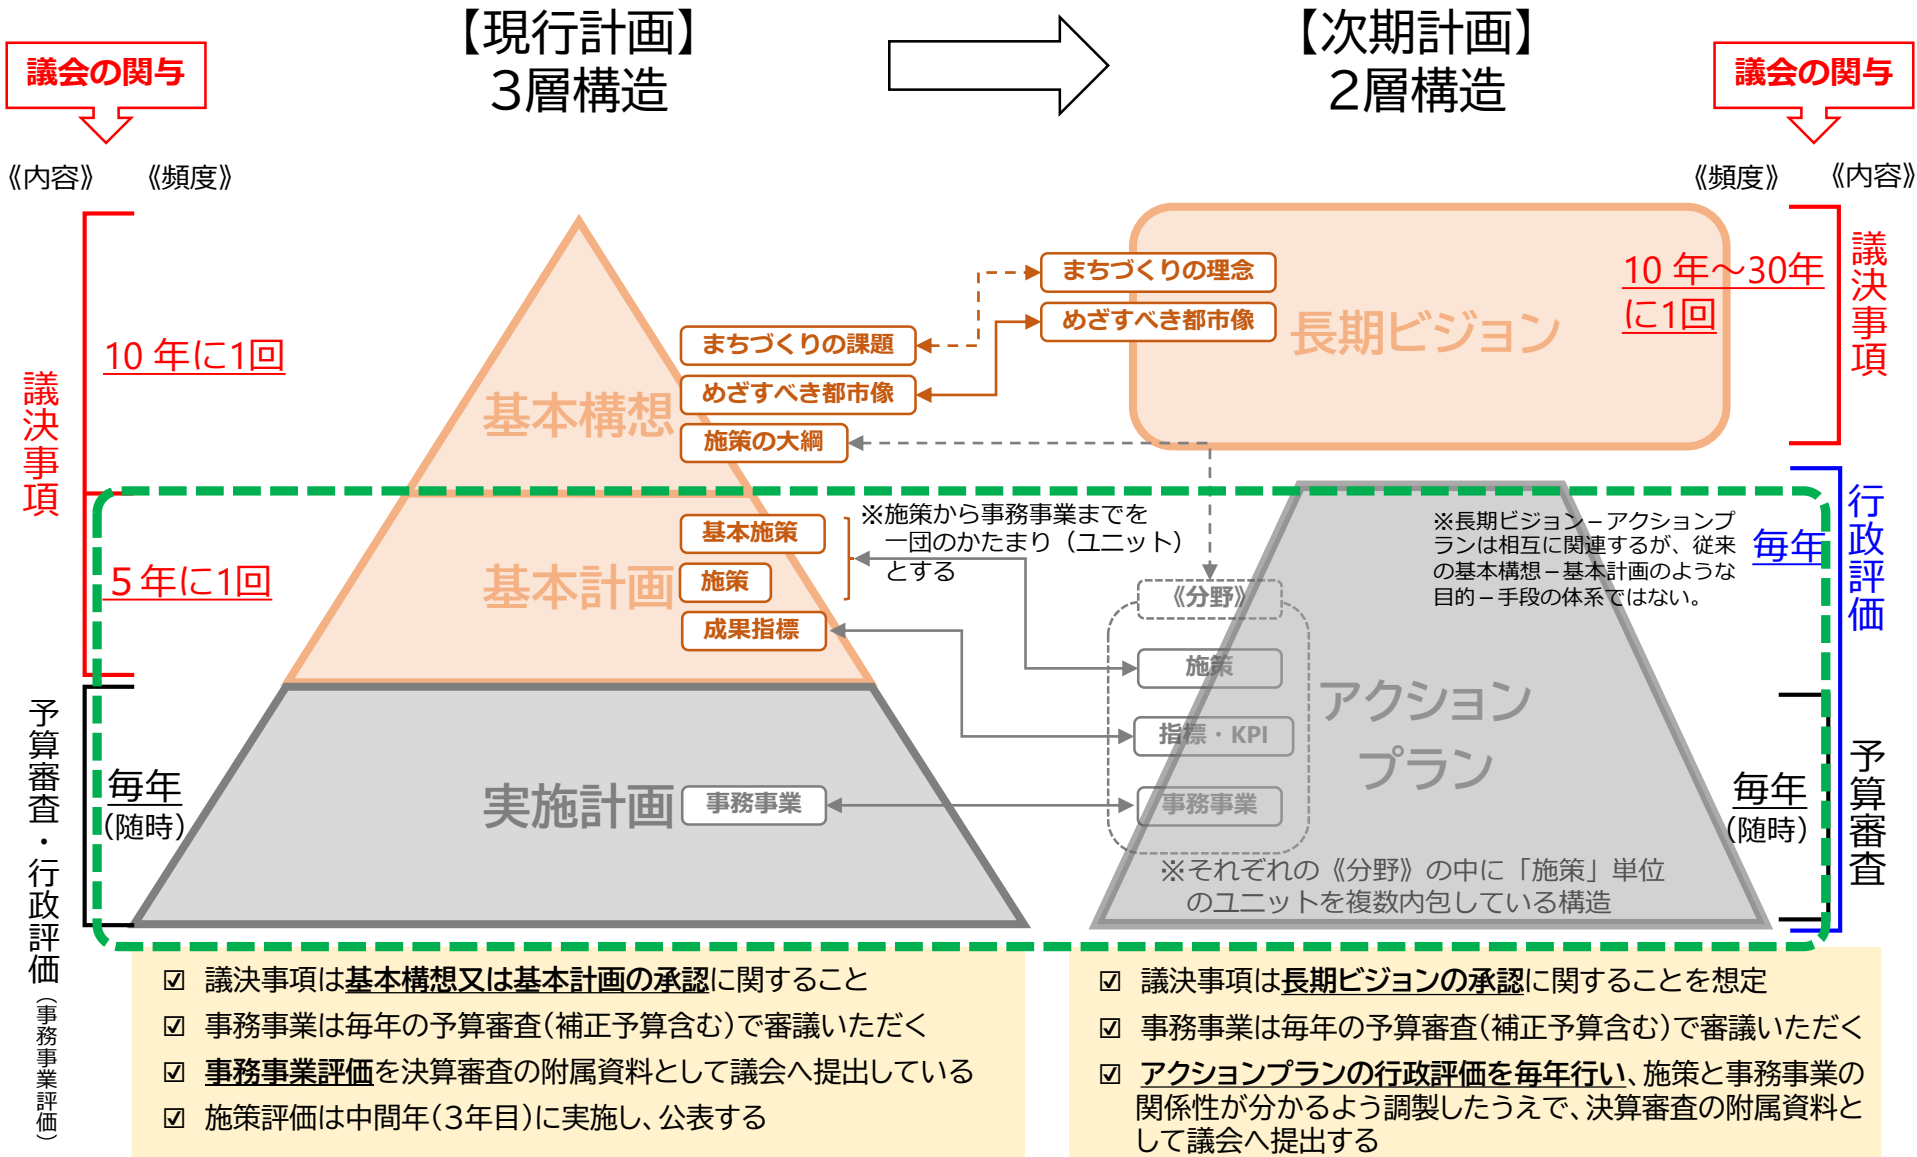 【現行計画】
3層構造
【次期計画】
2層構造
議会の関与
《内容》 《頻度》
議決事項
10 年に1回
5 年に1回
予算審査・行政評価（事務事業評価）
毎年
（随時）
基本構想
まちづくりの課題
めざすべき都市像
施策の大綱
基本計画
基本施策
施策
成果指標
※施策から事務事業までを
一団のかたまり（ユニット）
とする
実施計画
事務事業
議会の関与
《頻度》 《内容》
まちづくりの理念
めざすべき都市像
長期ビジョン
10 年～30年
に1回
議決事項
※長期ビジョン－アクションプ
ランは相互に関連するが、従来
の基本構想－基本計画のような
目的－手段の体系ではない。
毎年
行政評価
《分野》
施策
指標・KPI
事務事業
アクション
プラン
毎年
（随時）
予算審査
※それぞれの《分野》の中に「施策」単位
のユニットを複数内包している構造
☑ 議決事項は基本構想又は基本計画の承認に関すること
☑ 事務事業は毎年の予算審査（補正予算含む）で審議いただく
☑ 事務事業評価を決算審査の附属資料として議会へ提出している
☑ 施策評価は中間年（3年目）に実施し、公表する
☑ 議決事項は長期ビジョンの承認に関することを想定
☑ 事務事業は毎年の予算審査（補正予算含む）で審議いただく
☑ アクションプランの行政評価を毎年行い、施策と事務事業の
関係性が分かるよう調製したうえで、決算審査の附属資料と
して議会へ提出する